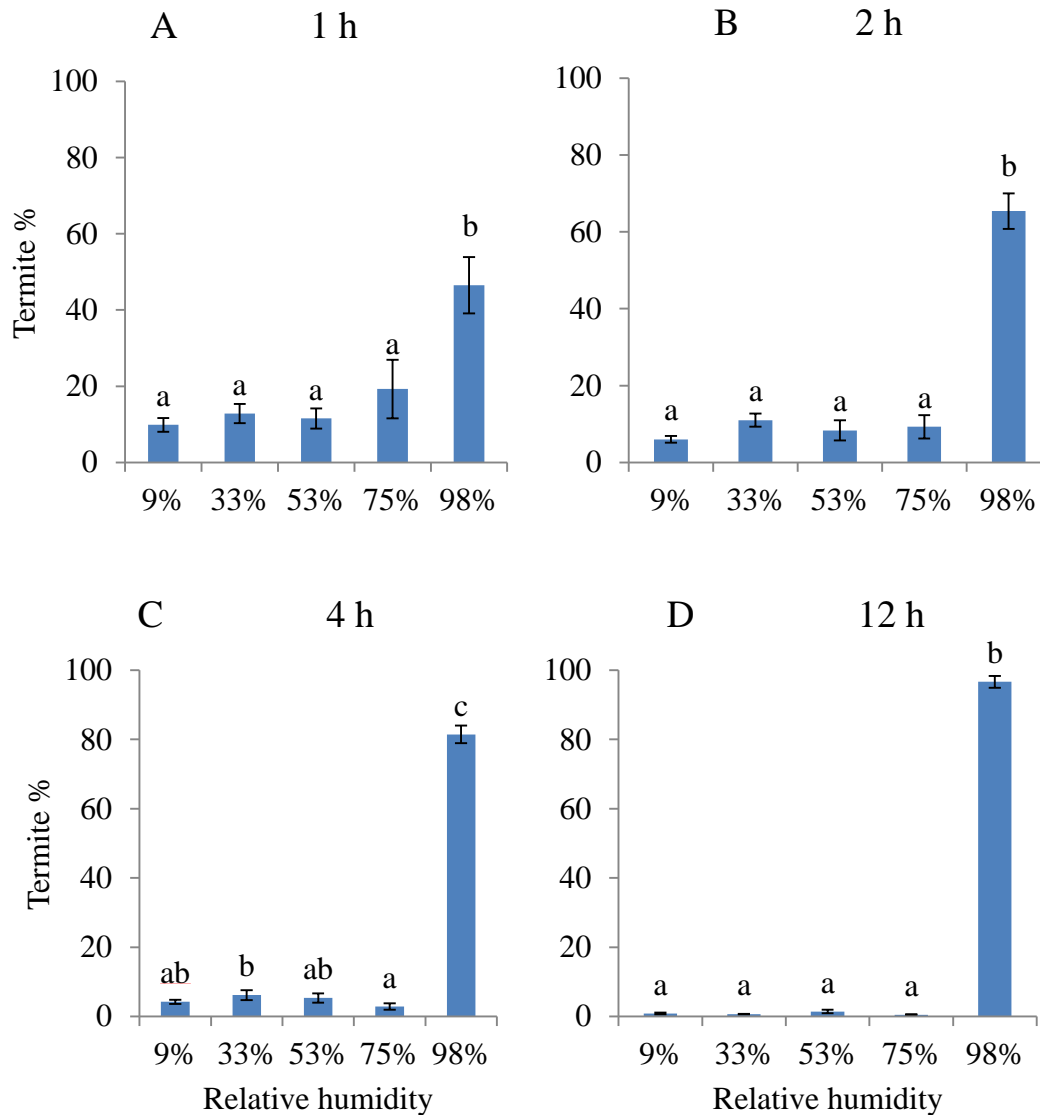 A 1 h
100
80
60
40
20
0
Termite %
a a a a b
9% 33% 53% 75% 98%
B 2 h
100
80
60
40
20
0
a a a a b
9% 33% 53% 75% 98%
C 4 h
100
80
60
40
20
0
Termite %
ab b ab a c
9% 33% 53% 75% 98%
Relative humidity
D 12 h
100
80
60
40
20
0
a a a a b
9% 33% 53% 75% 98%
Relative humidity